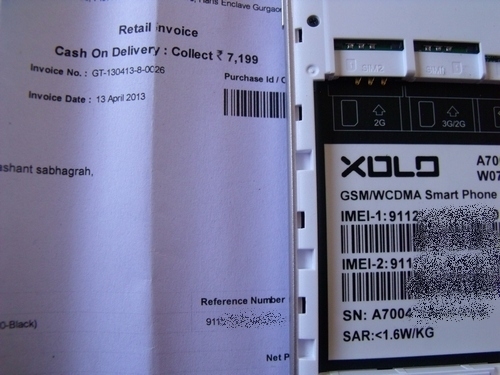 Hans Enclave Gurgaon
Retail Invoice
Cash On Delivery : Collect ₹ 7,199
Invoice No. : GT-130413-8-0026
Purchase Id /
Invoice Date : 13 April 2013
ashant sabhagrah,
Reference Number
911
0-Black)
Net P
SIM2
SIM1
2G
3G/2G
XOLO
A70
W07
GSM/WCDMA Smart Phone
IMEI-1: 9112
IMEI-2: 911
SN: A7004
SAR:<1.6W/KG